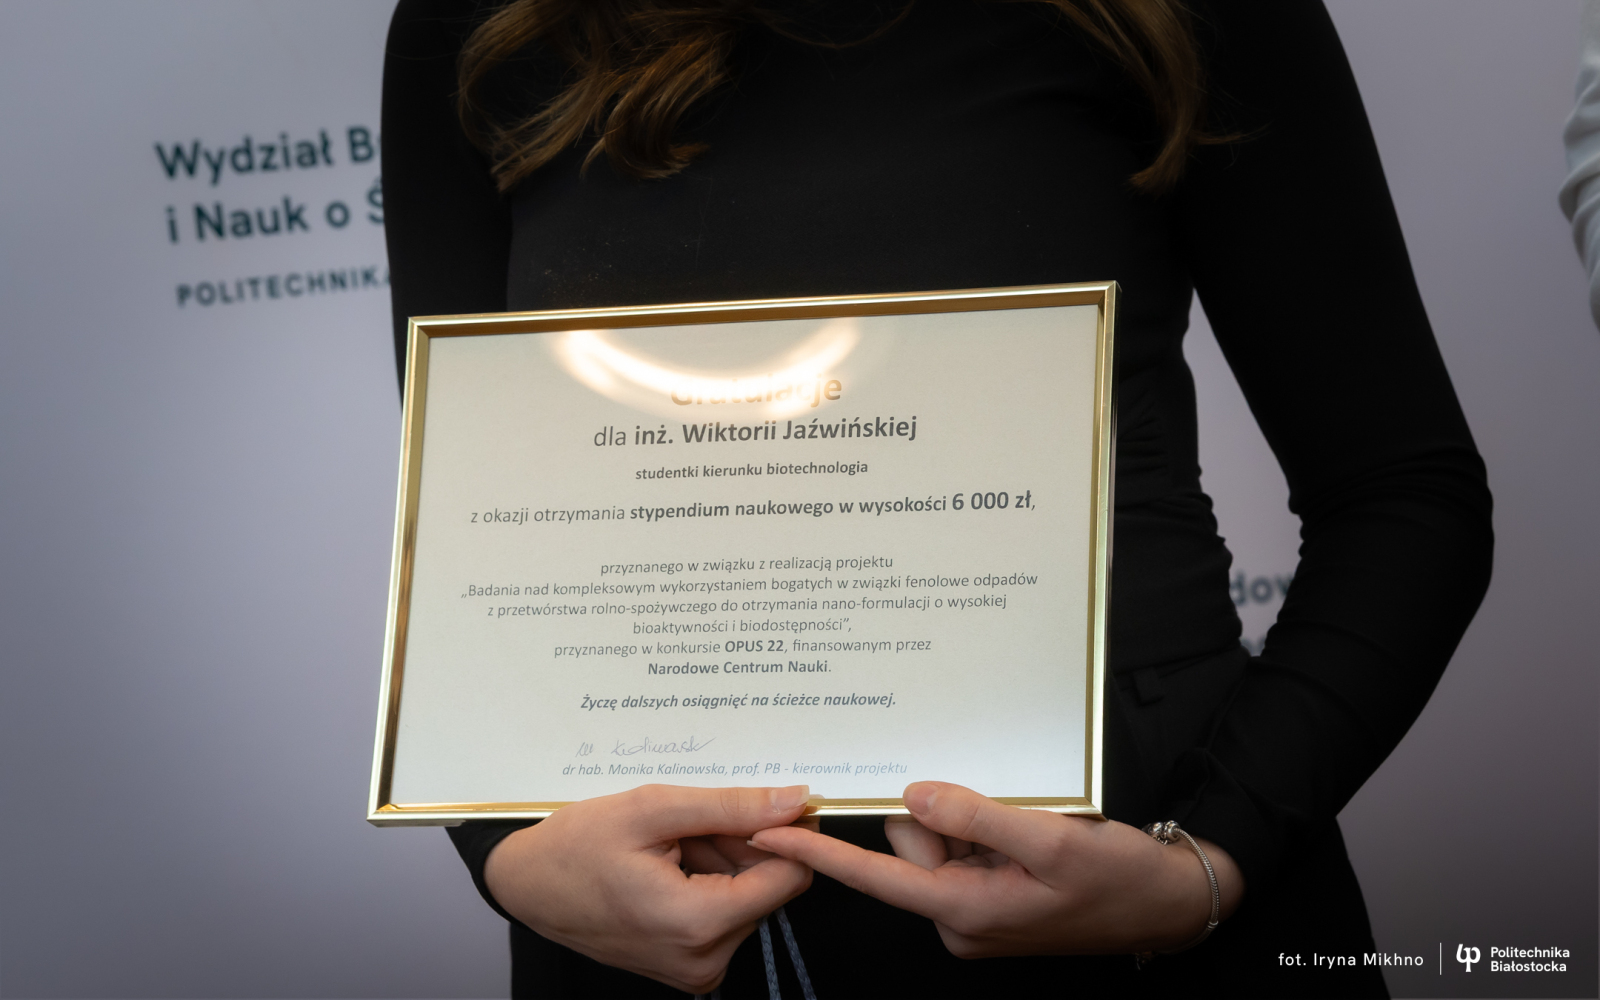 Wydział B
i Nauk o Ś
POLITECHNIKA
Gratulacje
dla inż. Wiktorii Jaźwińskiej
studentki kierunku biotechnologia
z okazji otrzymania stypendium naukowego w wysokości 6 000 zł,
przyznanego w związku z realizacją projektu
„Badania nad kompleksowym wykorzystaniem bogatych w związki fenolowe odpadów
z przetwórstwa rolno-spożywczego do otrzymania nano-formulacji o wysokiej
bioaktywności i biodostępności”,
przyznanego w konkursie OPUS 22, finansowanym przez
Narodowe Centrum Nauki.
Życzę dalszych osiągnięć na ścieżce naukowej.
dr hab. Monika Kalinowska, prof. PB - kierownik projektu
fot. Iryna Mikhno
Politechnika
Białostocka